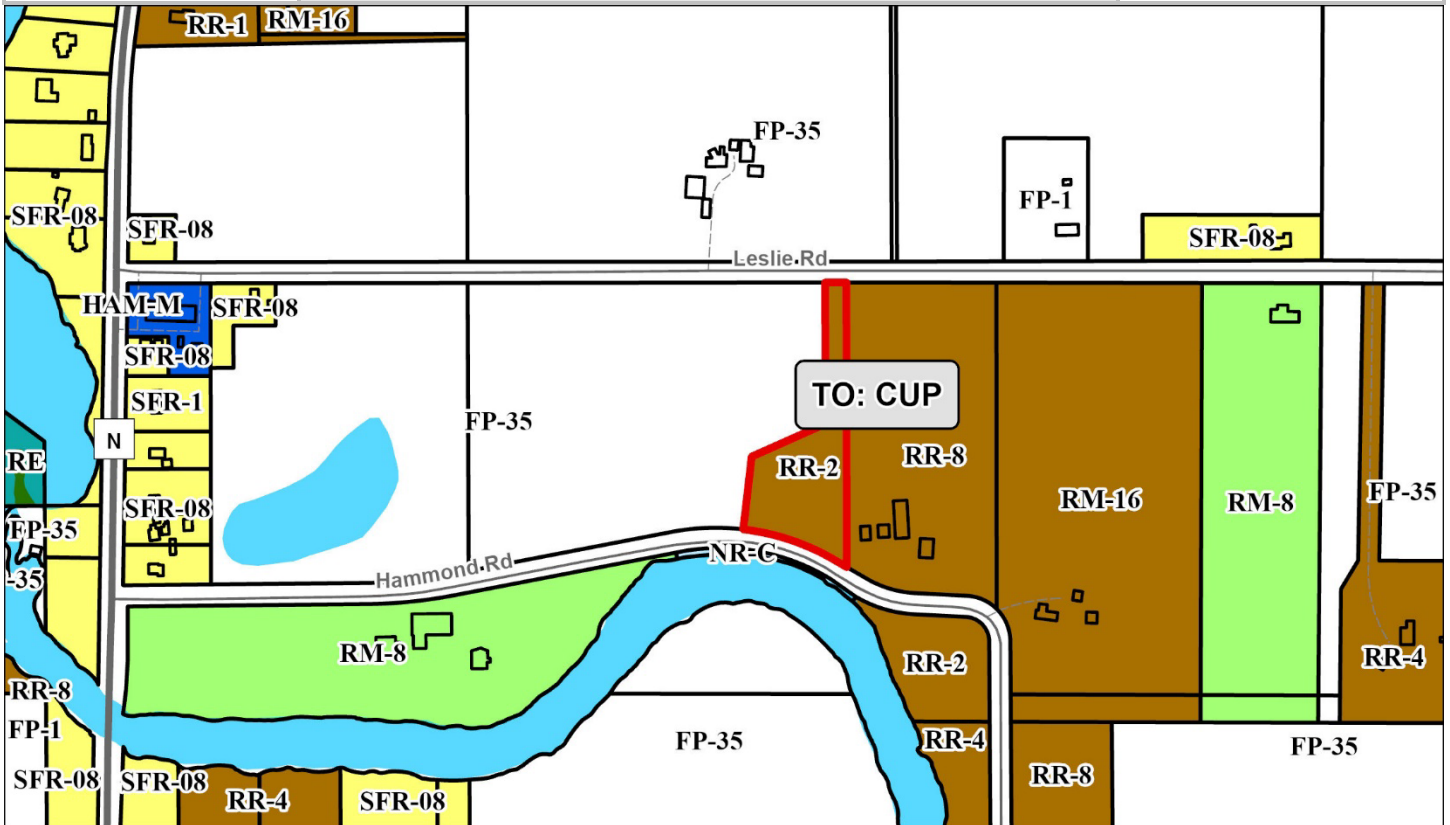 RR-1
RM-16
FP-35
FP-1
SFR-08
SFR-08
SFR-08
Leslie Rd
HAM-M
SFR-08
SFR-08
SFR-1
TO: CUP
FP-35
N
RE
RR-2
RR-8
RM-16
RM-8
FP-35
SFR-08
FP-35
-35
NR-C
Hammond Rd
RM-8
RR-2
RR-4
RR-8
FP-1
FP-35
RR-4
FP-35
SFR-08
SFR-08
RR-4
SFR-08
RR-8